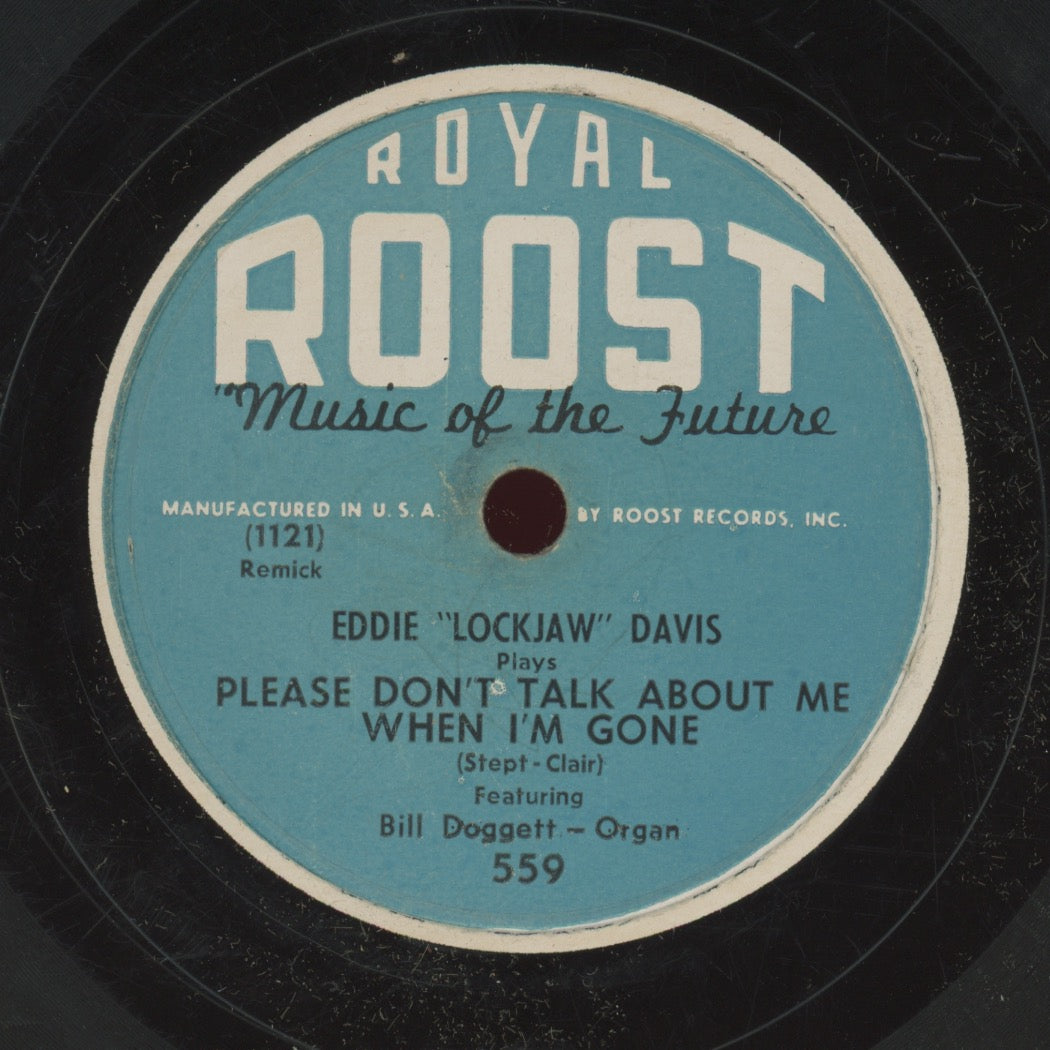 ROYAL
ROOST
"Music of the Future
MANUFACTURED IN U. S. A. BY ROOST RECORDS, INC.
(1121)
Remick
EDDIE "LOCKJAW" DAVIS
Plays
PLEASE DON'T TALK ABOUT ME
WHEN I'M GONE
(Stept - Clair)
Featuring
Bill Doggett - Organ
559